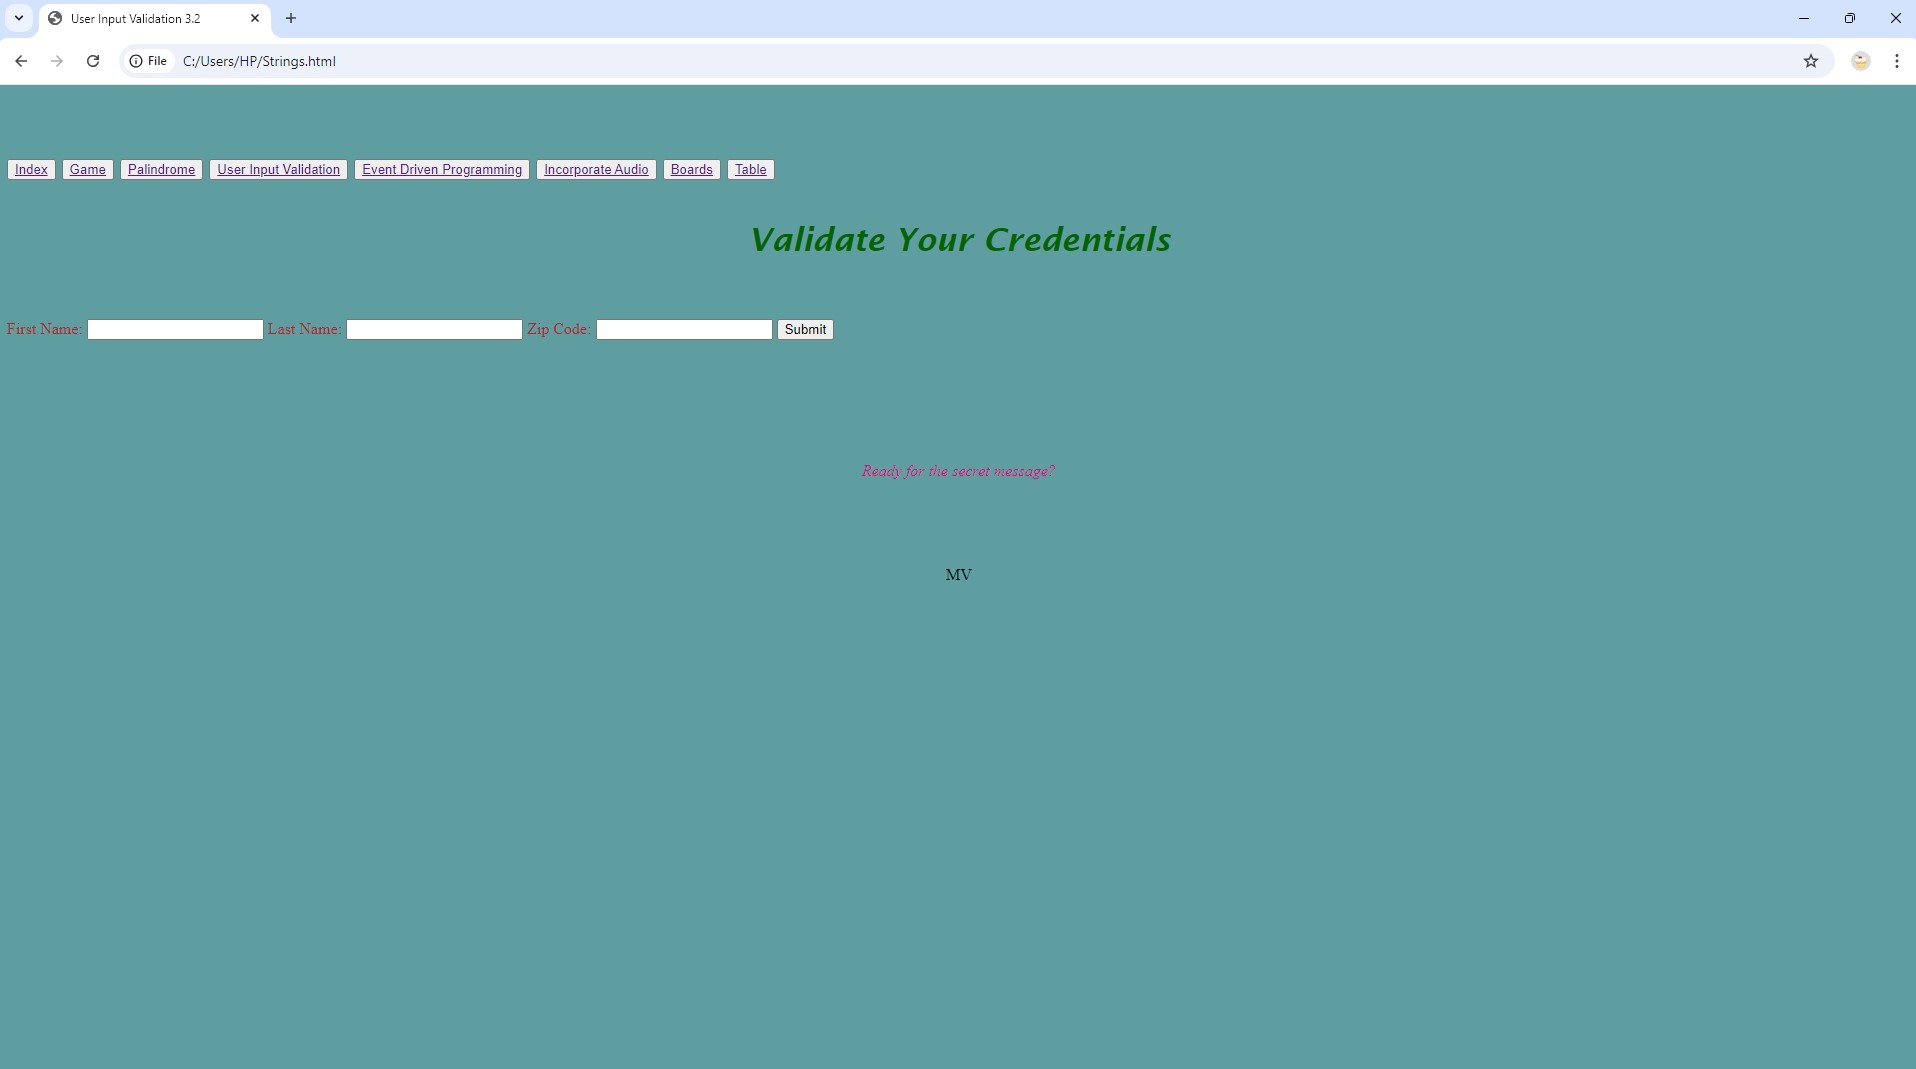 User Input Validation 3.2
File C:/Users/HP/Strings.html
Index Game Palindrome User Input Validation Event Driven Programming Incorporate Audio Boards Table
Validate Your Credentials
First Name: Last Name: Zip Code: Submit
Ready for the secret message?
MV